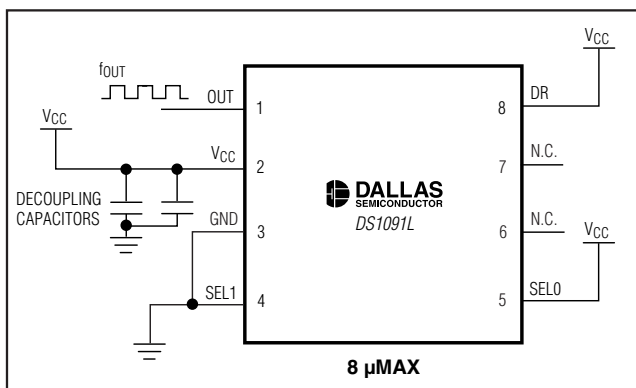 VCC
fOUT
OUT
1
8
DR
VCC
VCC
2
7
N.C.
DECOUPLING
CAPACITORS
DALLAS
SEMICONDUCTOR
DS1091L
GND
3
6
N.C.
VCC
SEL1
4
5
SEL0
8 µMAX